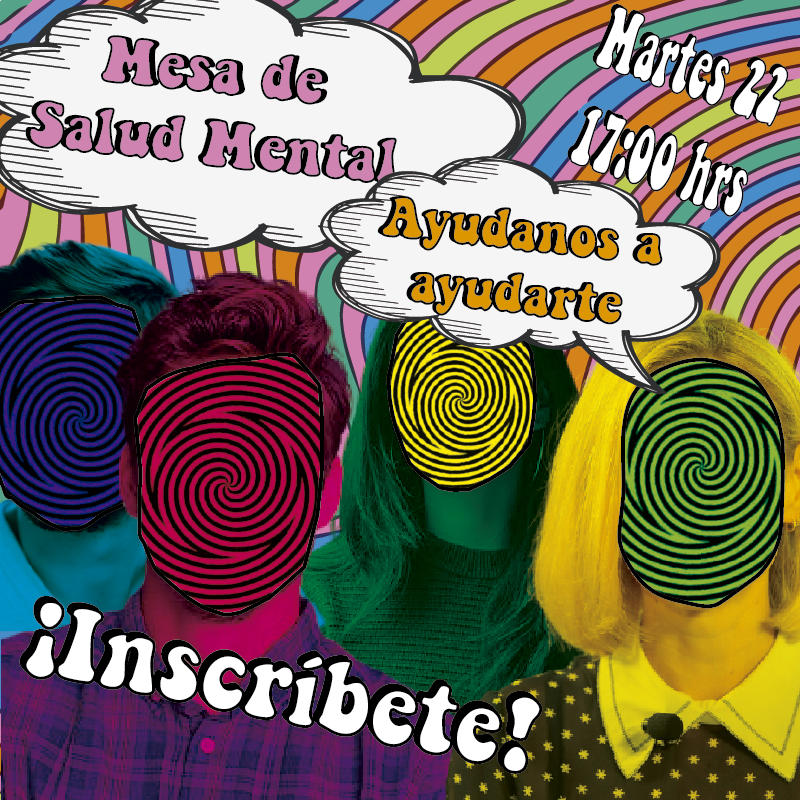 Mesa de
Salud Mental
Martes 22
17:00 hrs
Ayudanos a
ayudarte
¡Inscríbete!